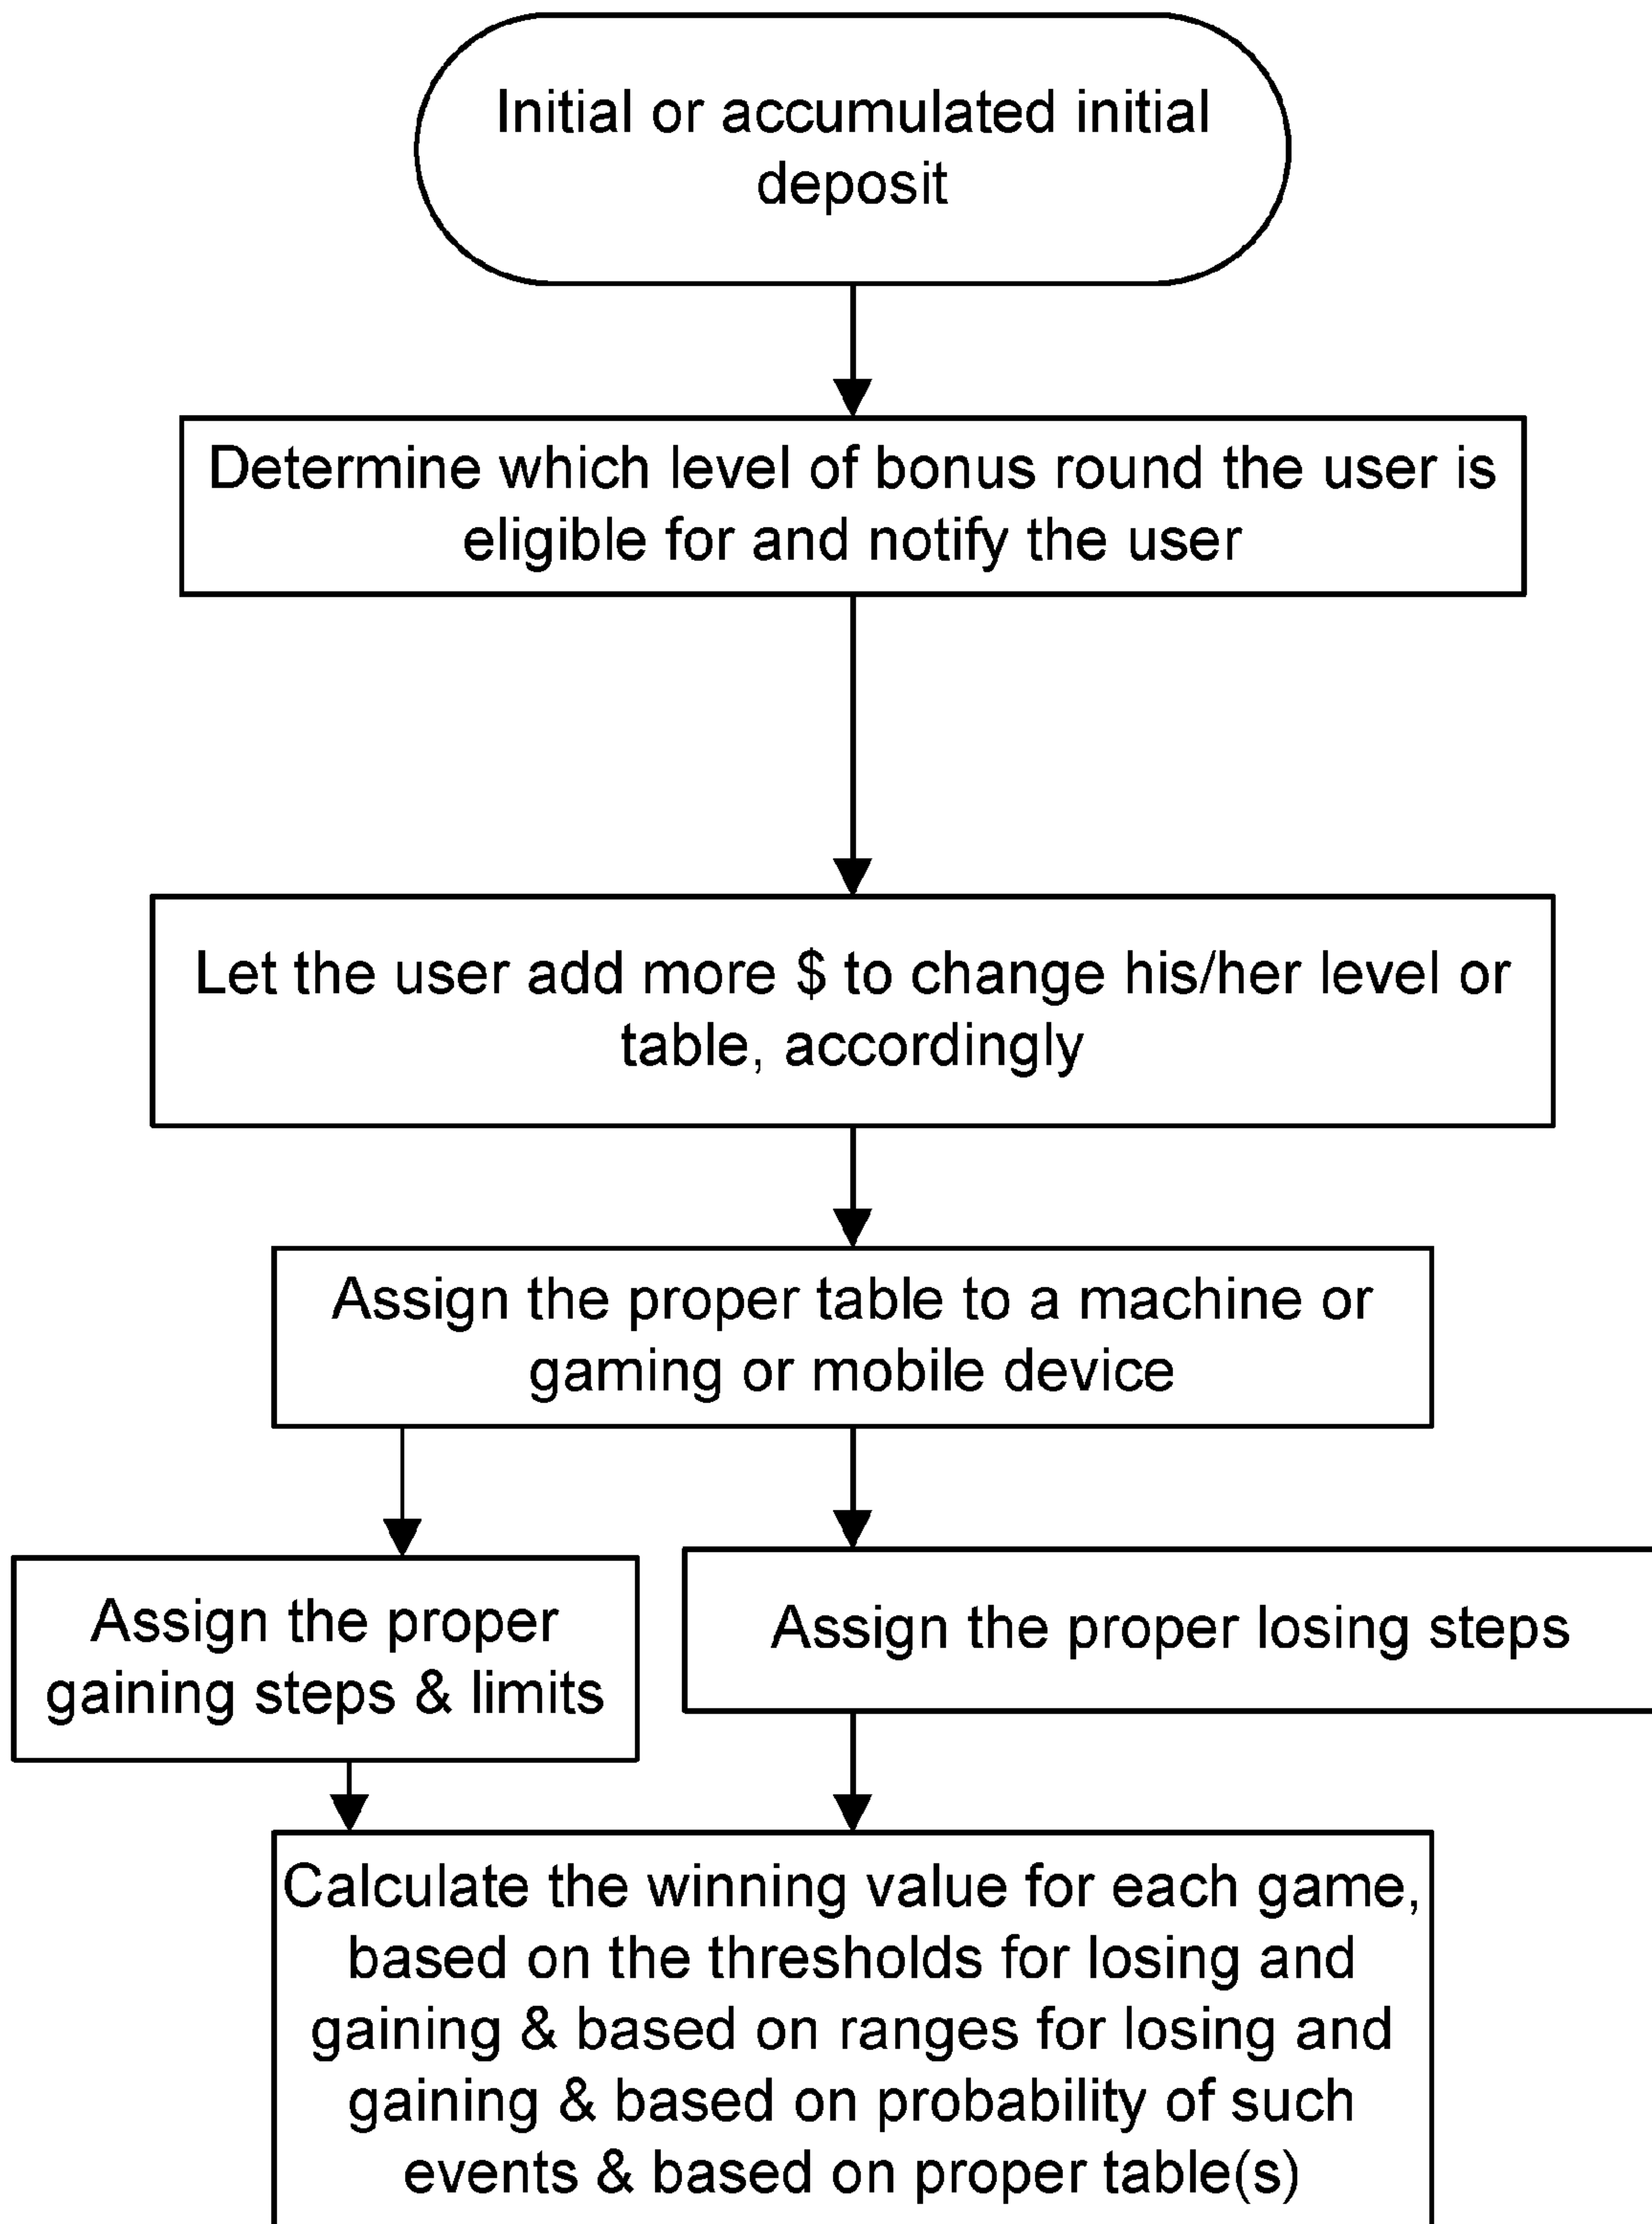 Initial or accumulated initial
deposit
Determine which level of bonus round the user is
eligible for and notify the user
Let the user add more $ to change his/her level or
table, accordingly
Assign the proper table to a machine or
gaming or mobile device
Assign the proper
gaining steps & limits
Assign the proper losing steps
Calculate the winning value for each game,
based on the thresholds for losing and
gaining & based on ranges for losing and
gaining & based on probability of such
events & based on proper table(s)